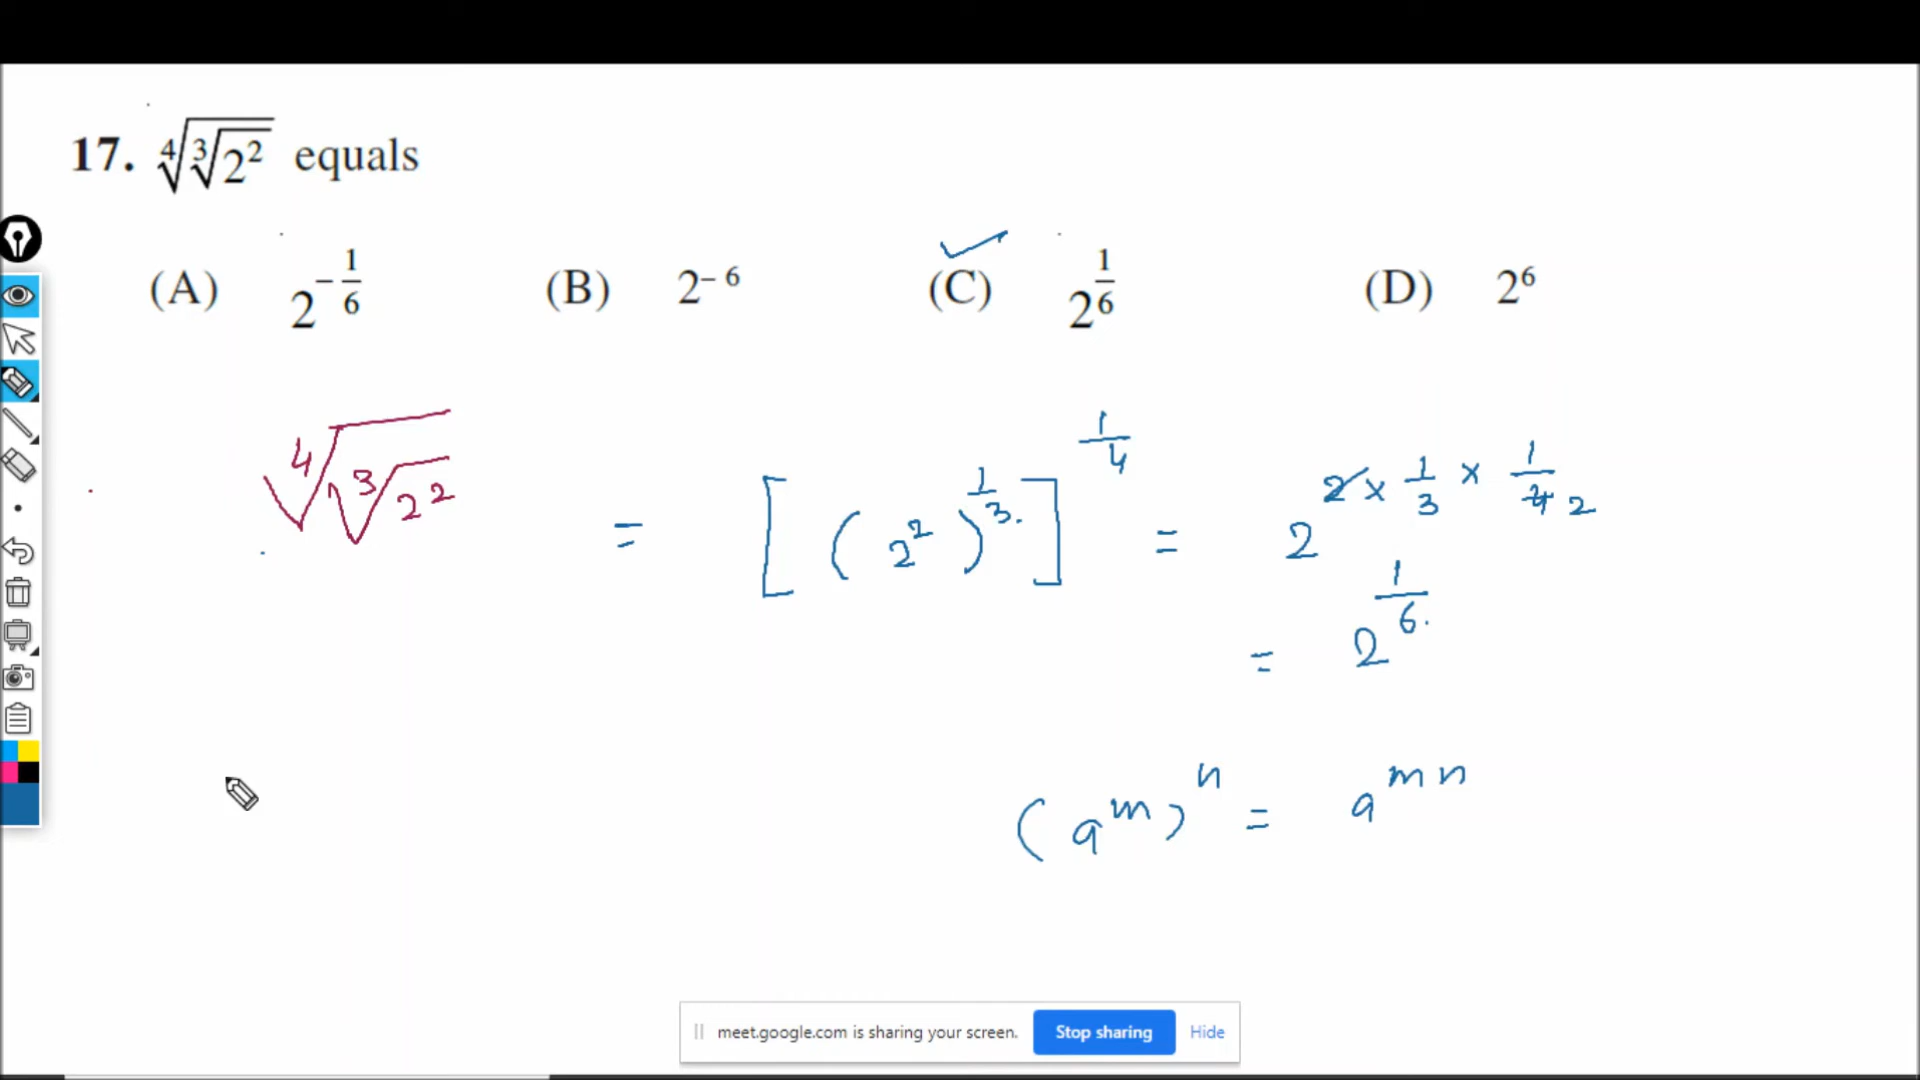 17. ∜∛2² equals
(A) 2^(-1/6) (B) 2^(-6) (C) 2^(1/6) (D) 2^6
∜∛2² = [(2²)^(1/3)]^(1/4) = 2^(2 × 1/3 × 1/4 2)
= 2^(1/6).
(a^m)^n = a^(mn)
meet.google.com is sharing your screen. Stop sharing Hide